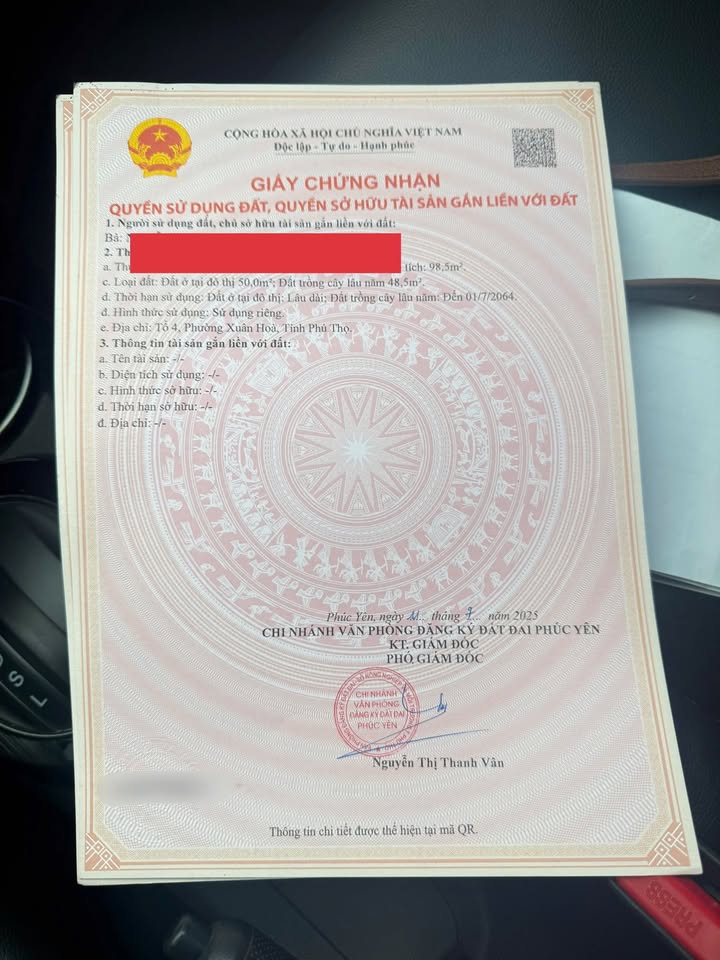 CỘNG HÒA XÃ HỘI CHỦ NGHĨA VIỆT NAM
Độc lập - Tự do - Hạnh phúc
GIẤY CHỨNG NHẬN
QUYỀN SỬ DỤNG ĐẤT, QUYỀN SỞ HỮU TÀI SẢN GẮN LIỀN VỚI ĐẤT
1. Người sử dụng đất, chủ sở hữu tài sản gắn liền với đất:
Bà:
2. Th
a. Th tích: 98,5m².
c. Loại đất: Đất ở tại đô thị 50,0m²; Đất trồng cây lâu năm 48,5m².
d. Thời hạn sử dụng: Đất ở tại đô thị: Lâu dài; Đất trồng cây lâu năm: Đến 01/7/2064.
đ. Hình thức sử dụng: Sử dụng riêng.
e. Địa chỉ: Tổ 4, Phường Xuân Hoà, Tỉnh Phú Thọ.
3. Thông tin tài sản gắn liền với đất:
a. Tên tài sản: -/-
b. Diện tích sử dụng: -/-
c. Hình thức sở hữu: -/-
d. Thời hạn sở hữu: -/-
đ. Địa chỉ: -/-
Phúc Yên, ngày tháng 7 năm 2025
CHI NHÁNH VĂN PHÒNG ĐĂNG KÝ ĐẤT ĐAI PHÚC YÊN
KT. GIÁM ĐỐC
PHÓ GIÁM ĐỐC
CHI NHÁNH
VĂN PHÒNG
ĐĂNG KÝ ĐẤT ĐAI
PHÚC YÊN
Nguyễn Thị Thanh Vân
Thông tin chi tiết được thể hiện tại mã QR.